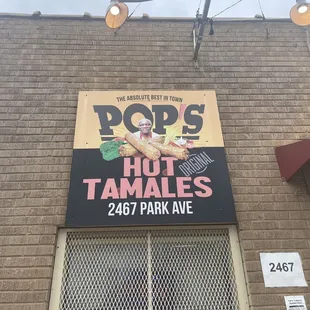 THE ABSOLUTE BEST IN TOWN
POP'S
HOT
ORIGINAL
TAMALES
2467 PARK AVE
2467